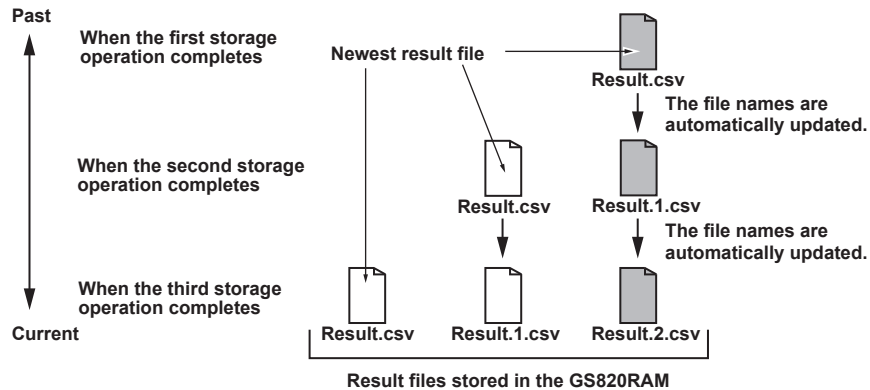 Past
When the first storage
operation completes
Newest result file
Result.csv
The file names are
automatically updated.
When the second storage
operation completes
Result.csv
Result.1.csv
The file names are
automatically updated.
When the third storage
operation completes
Current
Result.csv
Result.1.csv
Result.2.csv
Result files stored in the GS820RAM